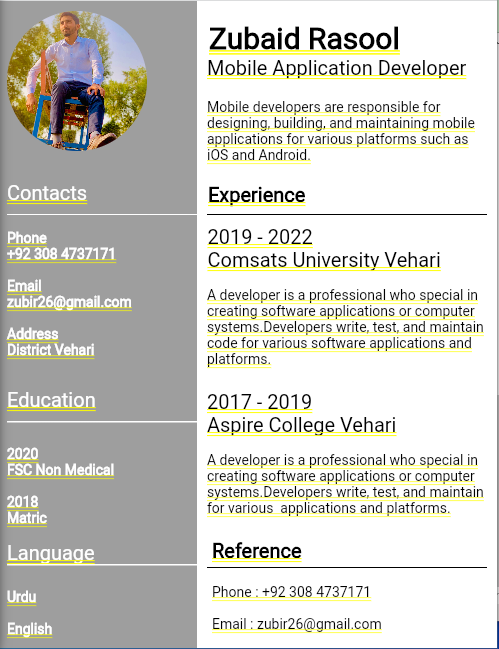 Contacts
Phone
+92 308 4737171
Email
zubir26@gmail.com
Address
District Vehari
Education
2020
FSC Non Medical
2018
Matric
Language
Urdu
English
Zubaid Rasool
Mobile Application Developer
Mobile developers are responsible for
designing, building, and maintaining mobile
applications for various platforms such as
iOS and Android.
Experience
2019 - 2022
Comsats University Vehari
A developer is a professional who special in
creating software applications or computer
systems.Developers write, test, and maintain
code for various software applications and
platforms.
2017 - 2019
Aspire College Vehari
A developer is a professional who special in
creating software applications or computer
systems.Developers write, test, and maintain
for various  applications and platforms.
Reference
Phone : +92 308 4737171
Email : zubir26@gmail.com